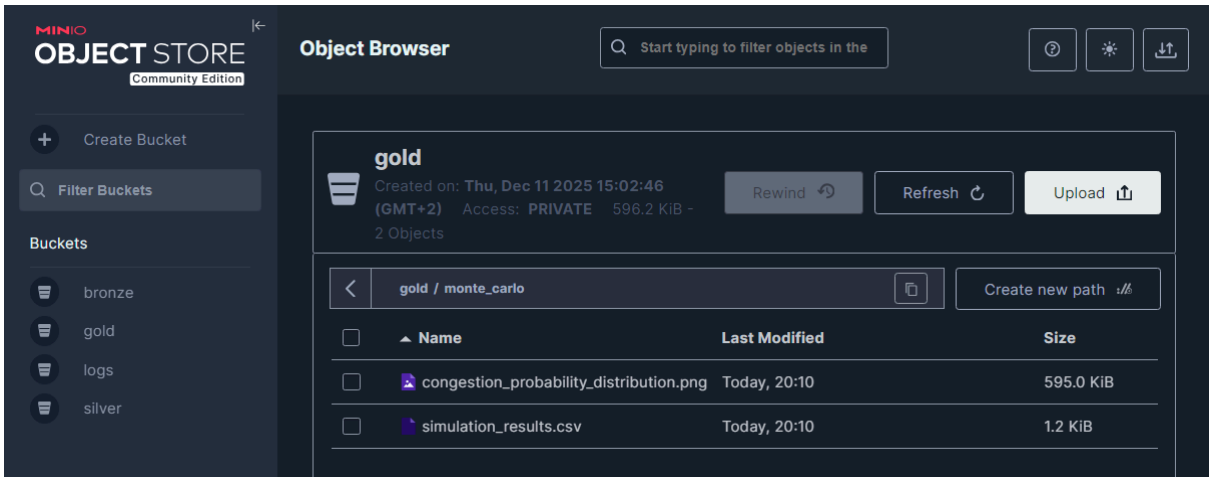 MINIO
OBJECT STORE
Community Edition
Create Bucket
Filter Buckets
Buckets
bronze
gold
logs
silver
Object Browser
Start typing to filter objects in the
gold
Created on: Thu, Dec 11 2025 15:02:46
(GMT+2) Access: PRIVATE 596.2 KiB -
2 Objects
Rewind
Refresh
Upload
gold / monte_carlo
Create new path
Name Last Modified Size
congestion_probability_distribution.png Today, 20:10 595.0 KiB
simulation_results.csv Today, 20:10 1.2 KiB